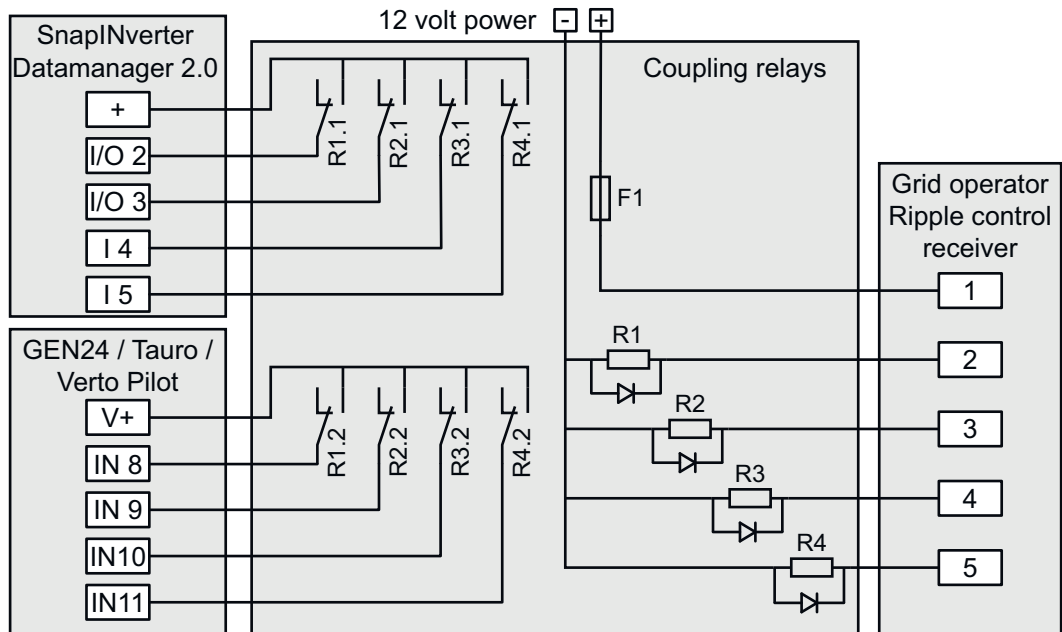 12 volt power - +
SnapINverter
Datamanager 2.0
+
I/O 2
I/O 3
I 4
I 5
R1.1
R2.1
R3.1
R4.1
Coupling relays
F1
GEN24 / Tauro /
Verto Pilot
V+
IN 8
IN 9
IN10
IN11
R1.2
R2.2
R3.2
R4.2
R1
R2
R3
R4
Grid operator
Ripple control
receiver
1
2
3
4
5